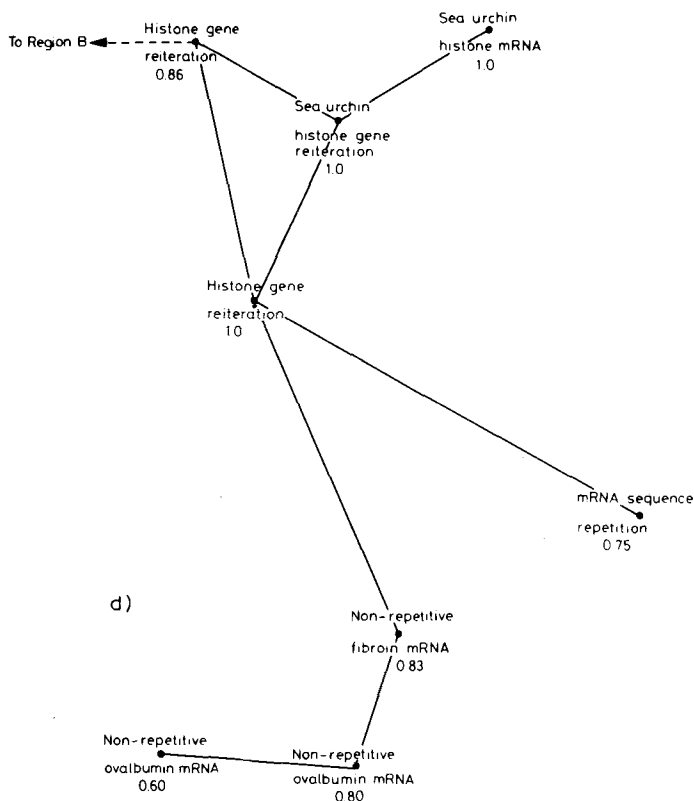 To Region B
Histone gene
reiteration
0.86
Sea urchin
histone mRNA
1.0
Sea urchin
histone gene
reiteration
1.0
Histone gene
reiteration
1.0
mRNA sequence
repetition
0.75
d)
Non-repetitive
fibroin mRNA
0.83
Non-repetitive
ovalbumin mRNA
0.60
Non-repetitive
ovalbumin mRNA
0.80